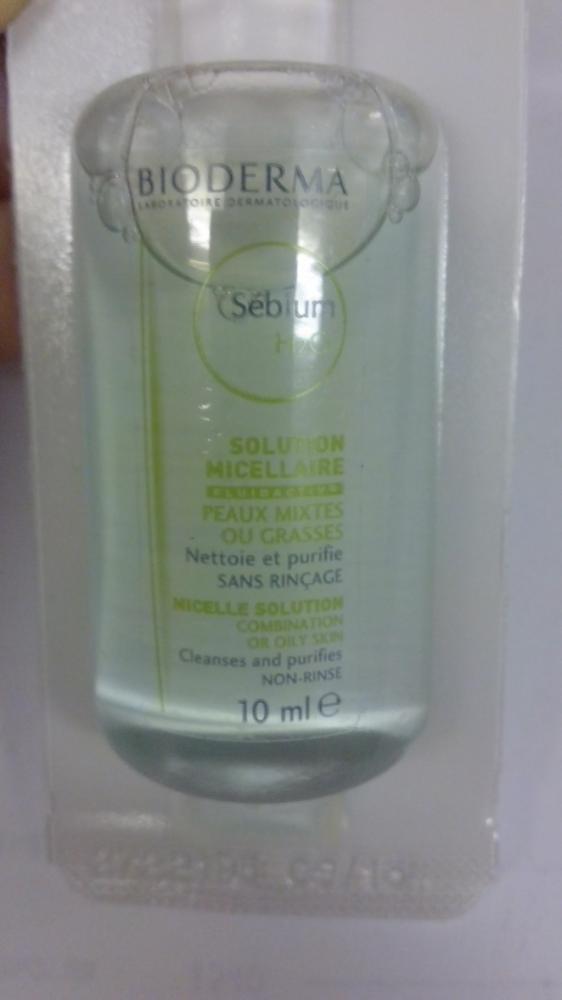 BIODERMA
LABORATOIRE DERMATOLOGIQUE
Sébium
H2O
SOLUTION
MICELLAIRE
FLUIDACTIV®
PEAUX MIXTES
OU GRASSES
Nettoie et purifie
SANS RINÇAGE
MICELLE SOLUTION
COMBINATION
OR OILY SKIN
Cleanses and purifies
NON-RINSE
10 ml e